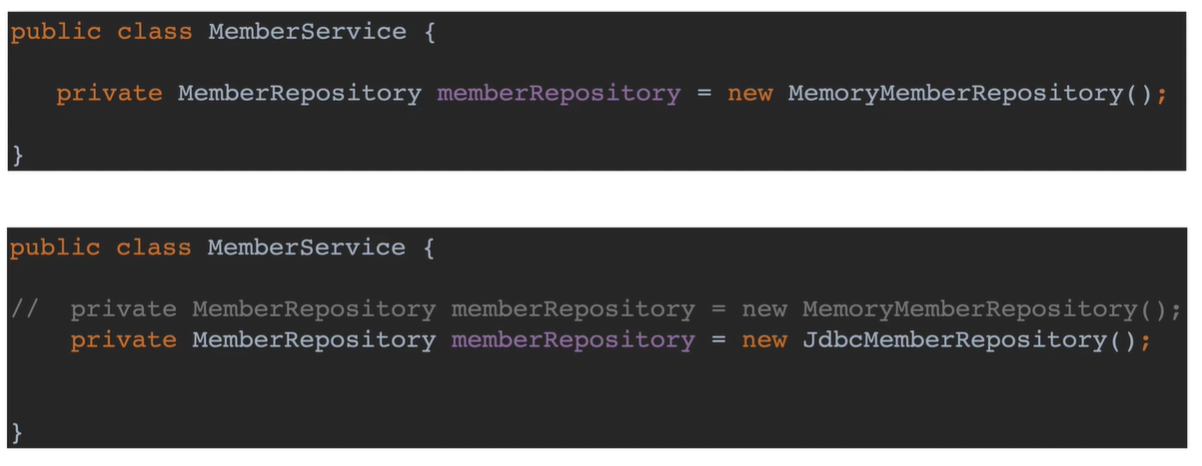 public class MemberService {
private MemberRepository memberRepository = new MemoryMemberRepository();
}
public class MemberService {
//  private MemberRepository memberRepository = new MemoryMemberRepository();
private MemberRepository memberRepository = new JdbcMemberRepository();
}